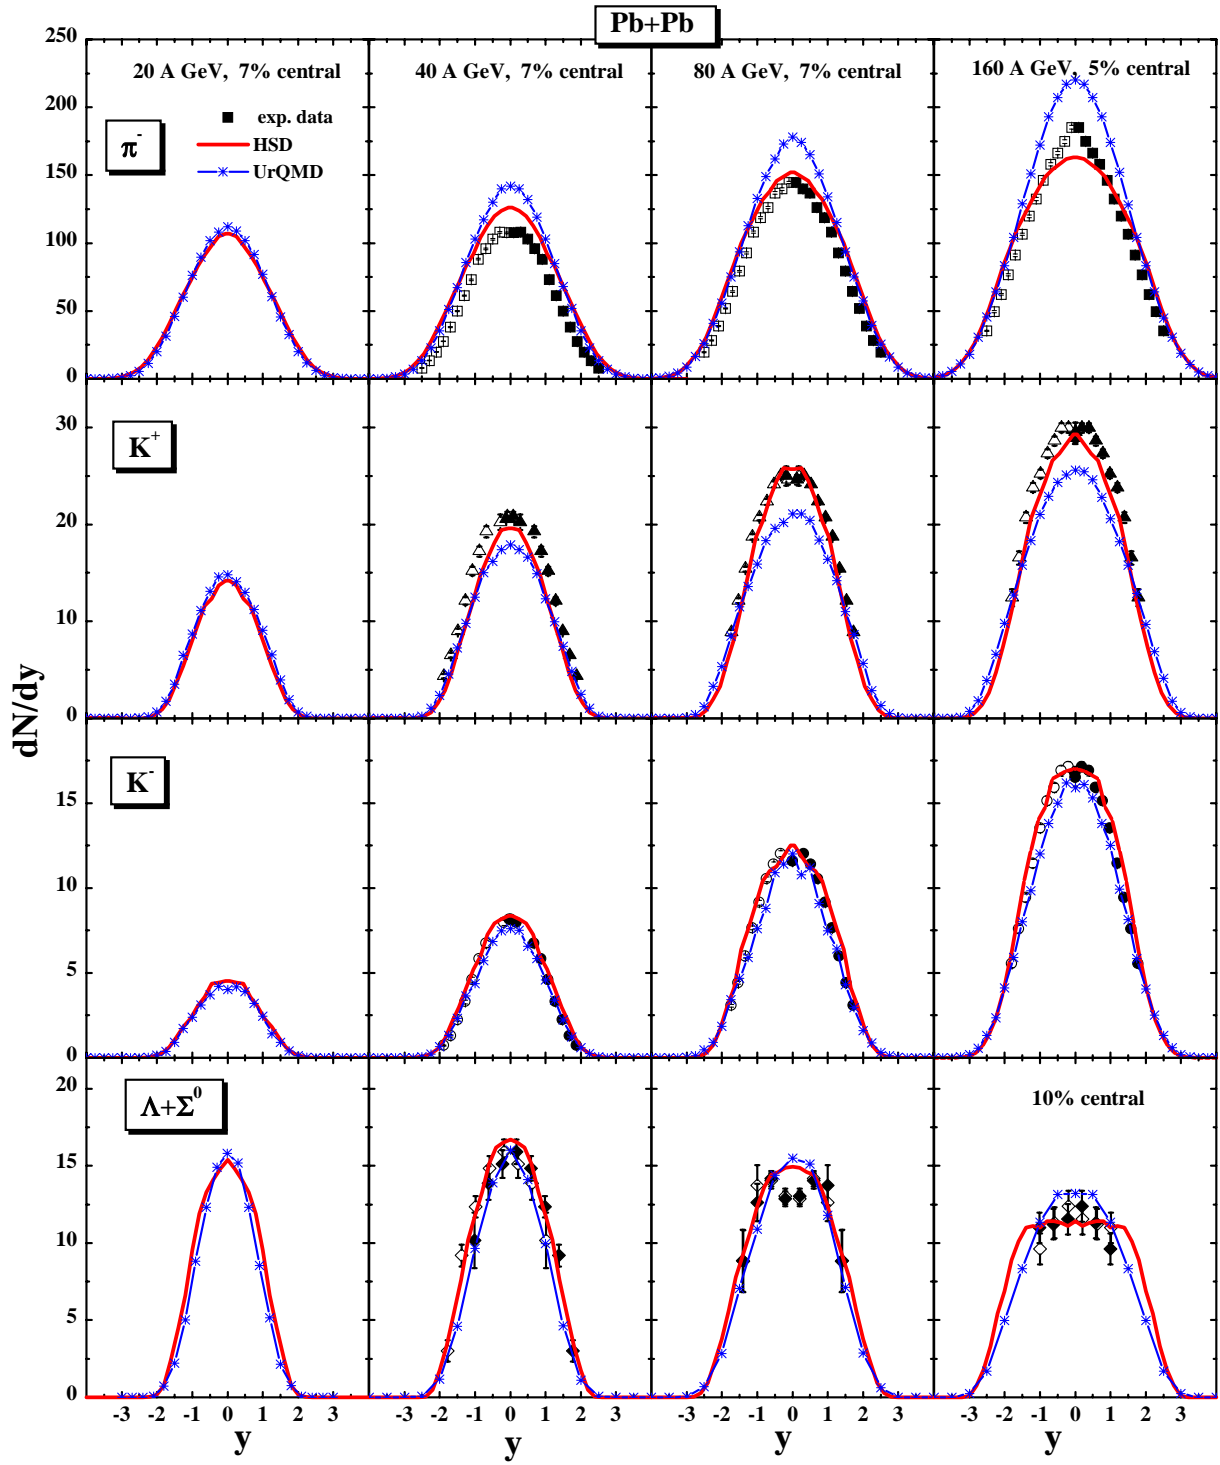 Pb+Pb
20 A GeV, 7% central
40 A GeV, 7% central
80 A GeV, 7% central
160 A GeV, 5% central
π⁻
exp. data
HSD
UrQMD
250
200
150
100
50
0
K⁺
30
20
10
0
dN/dy
K⁻
15
10
5
0
Λ+Σ⁰
10% central
20
15
10
5
0
-3 -2 -1 0 1 2 3 -3 -2 -1 0 1 2 3 -3 -2 -1 0 1 2 3 -3 -2 -1 0 1 2 3
y y y y